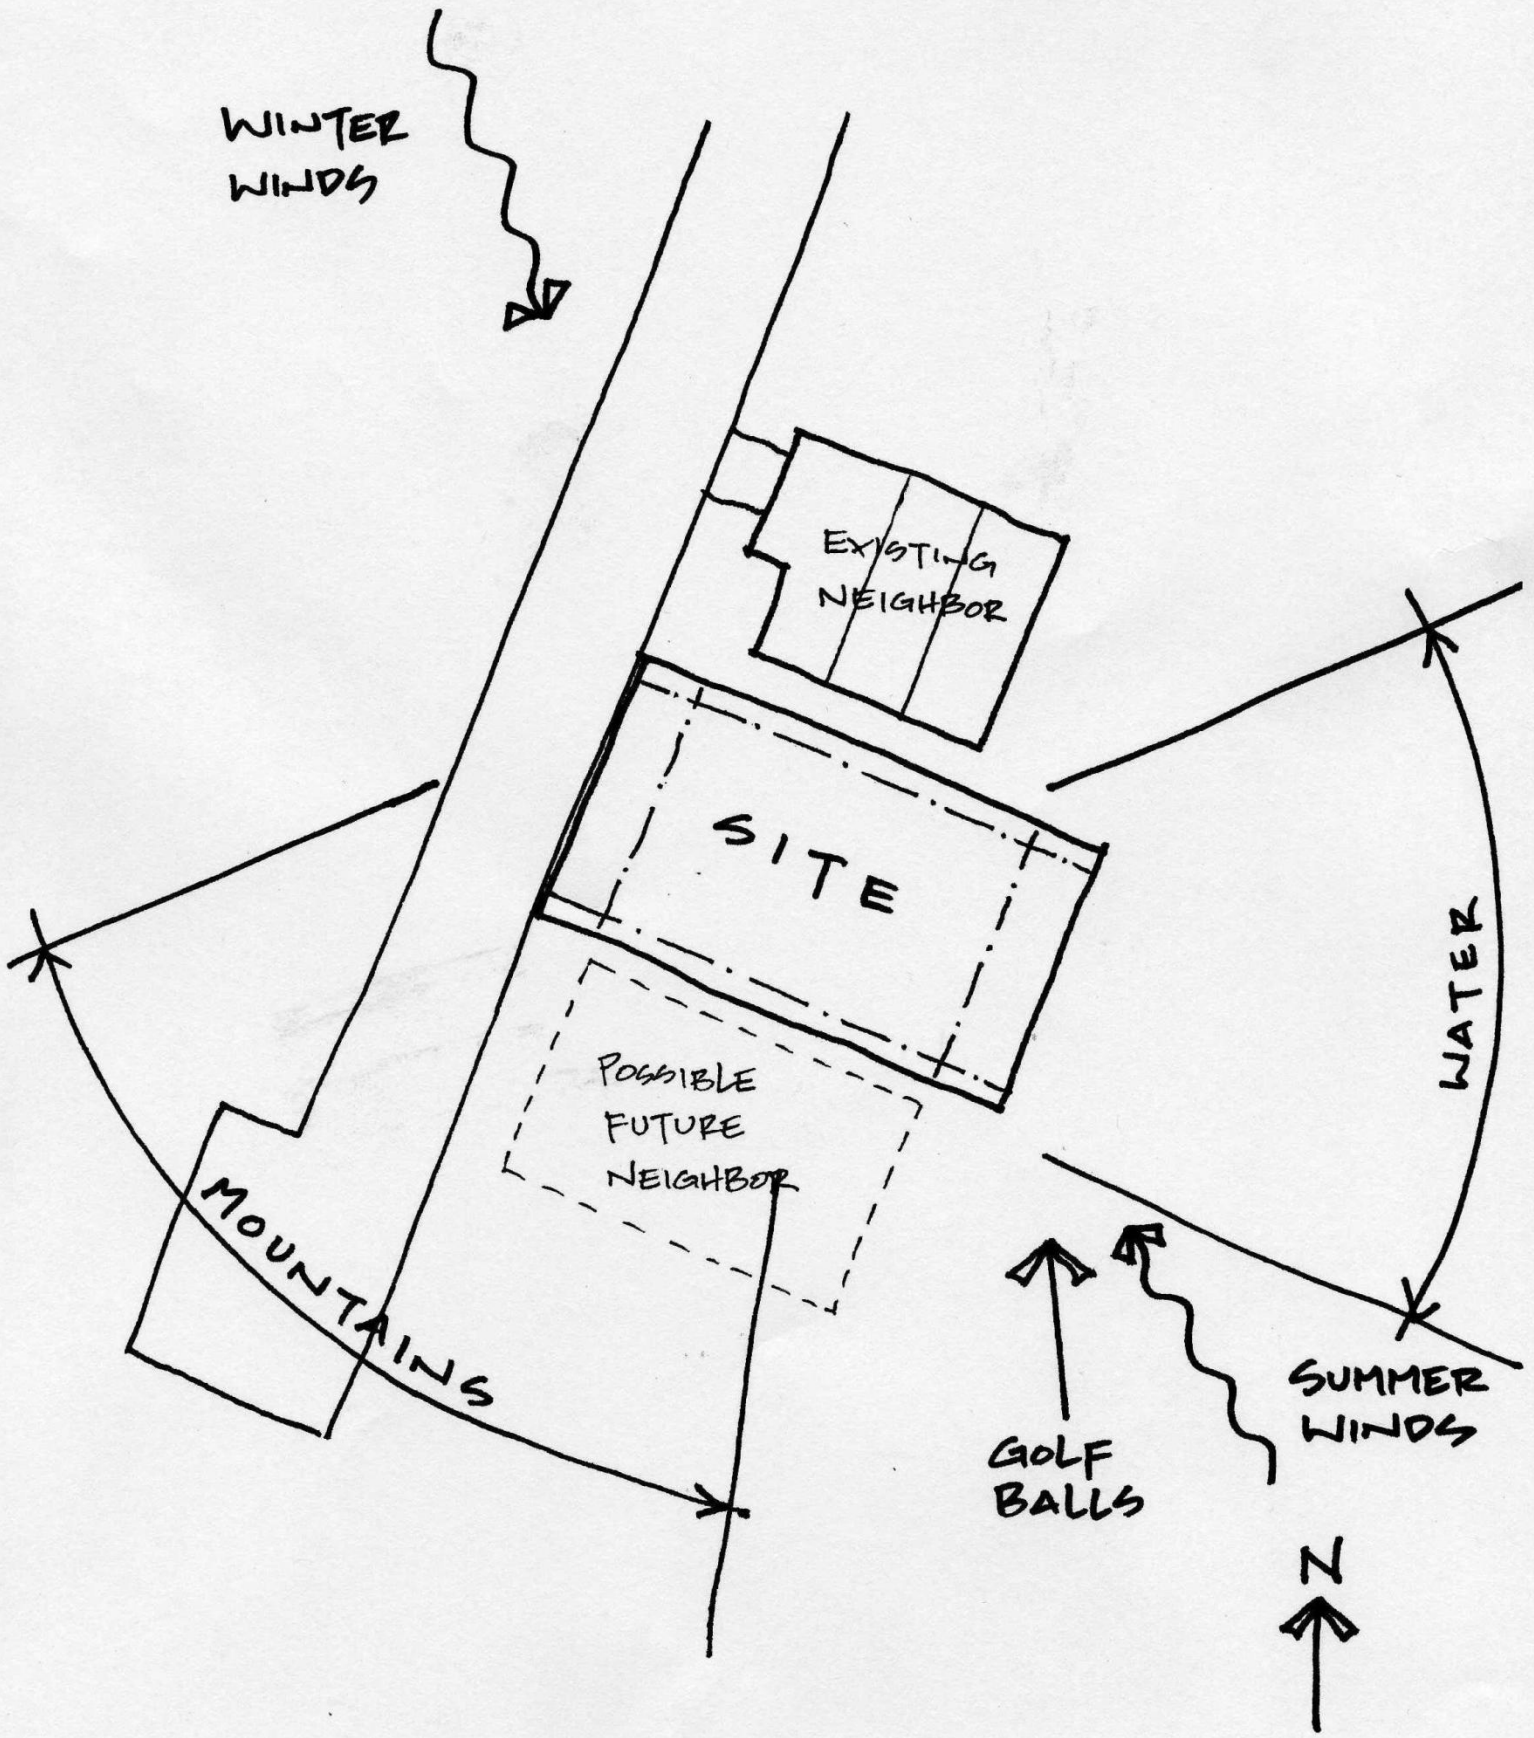 WINTER
WINDS
EXISTING
NEIGHBOR
SITE
WATER
POSSIBLE
FUTURE
NEIGHBOR
MOUNTAINS
SUMMER
WINDS
GOLF
BALLS
N